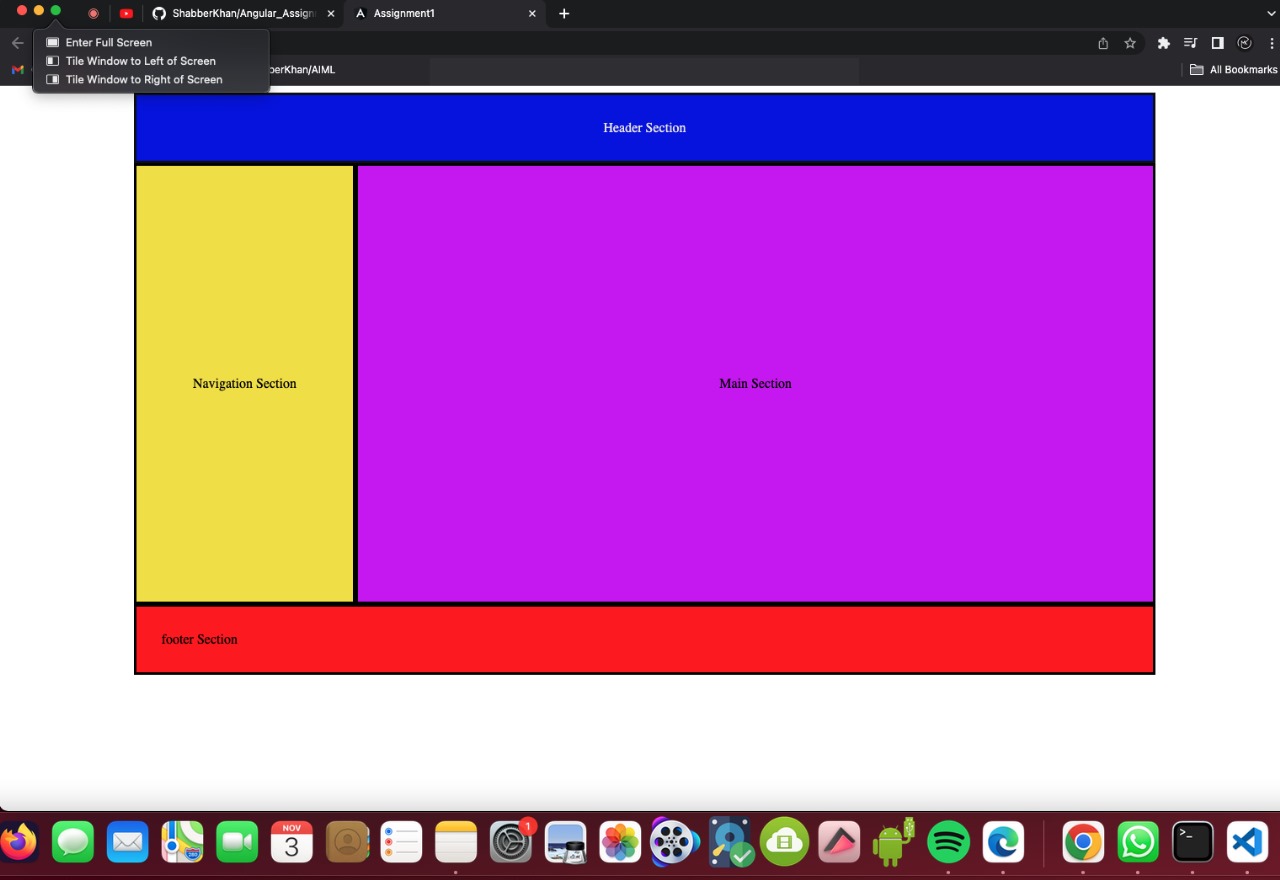 ShabberKhan/Angular_Assign
Assignment1
Enter Full Screen
Tile Window to Left of Screen
Tile Window to Right of Screen
berKhan/AIML
All Bookmarks
Header Section
Navigation Section
Main Section
footer Section
NOV
3
1